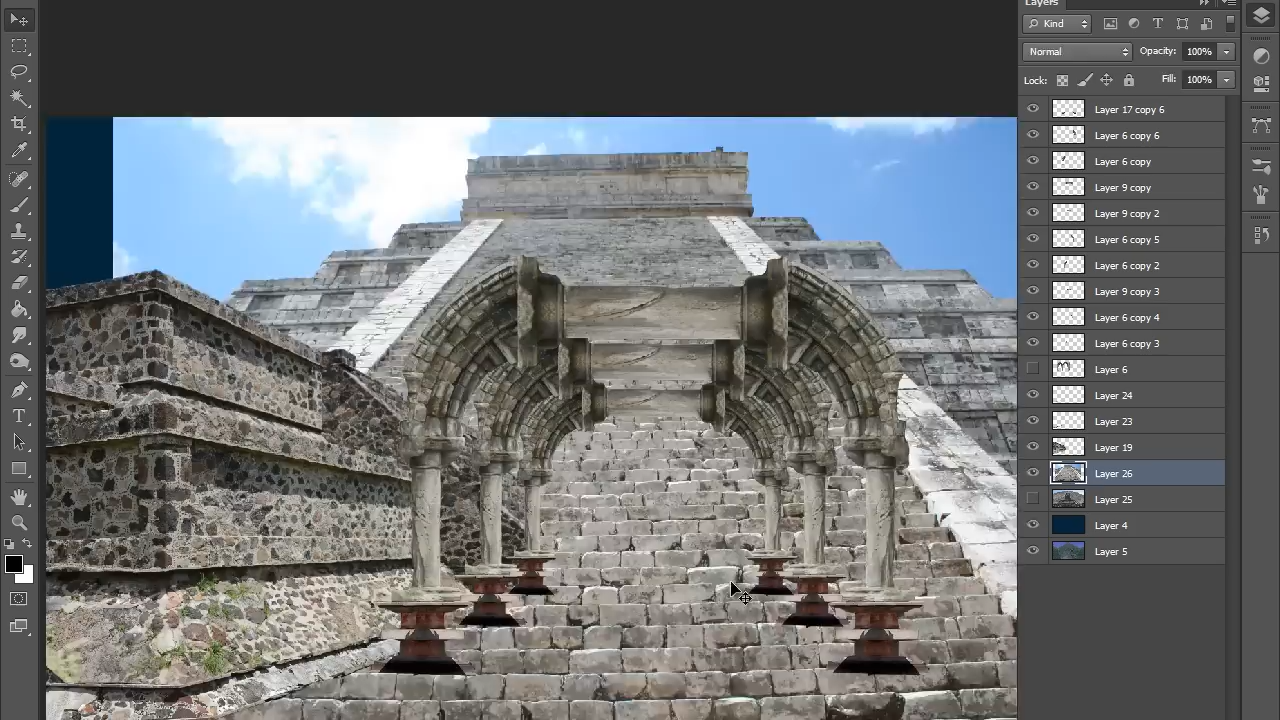 Layers
Kind
Normal
Opacity: 100%
Lock:
Fill: 100%
Layer 17 copy 6
Layer 6 copy 6
Layer 6 copy
Layer 9 copy
Layer 9 copy 2
Layer 6 copy 5
Layer 6 copy 2
Layer 9 copy 3
Layer 6 copy 4
Layer 6 copy 3
Layer 6
Layer 24
Layer 23
Layer 19
Layer 26
Layer 25
Layer 4
Layer 5